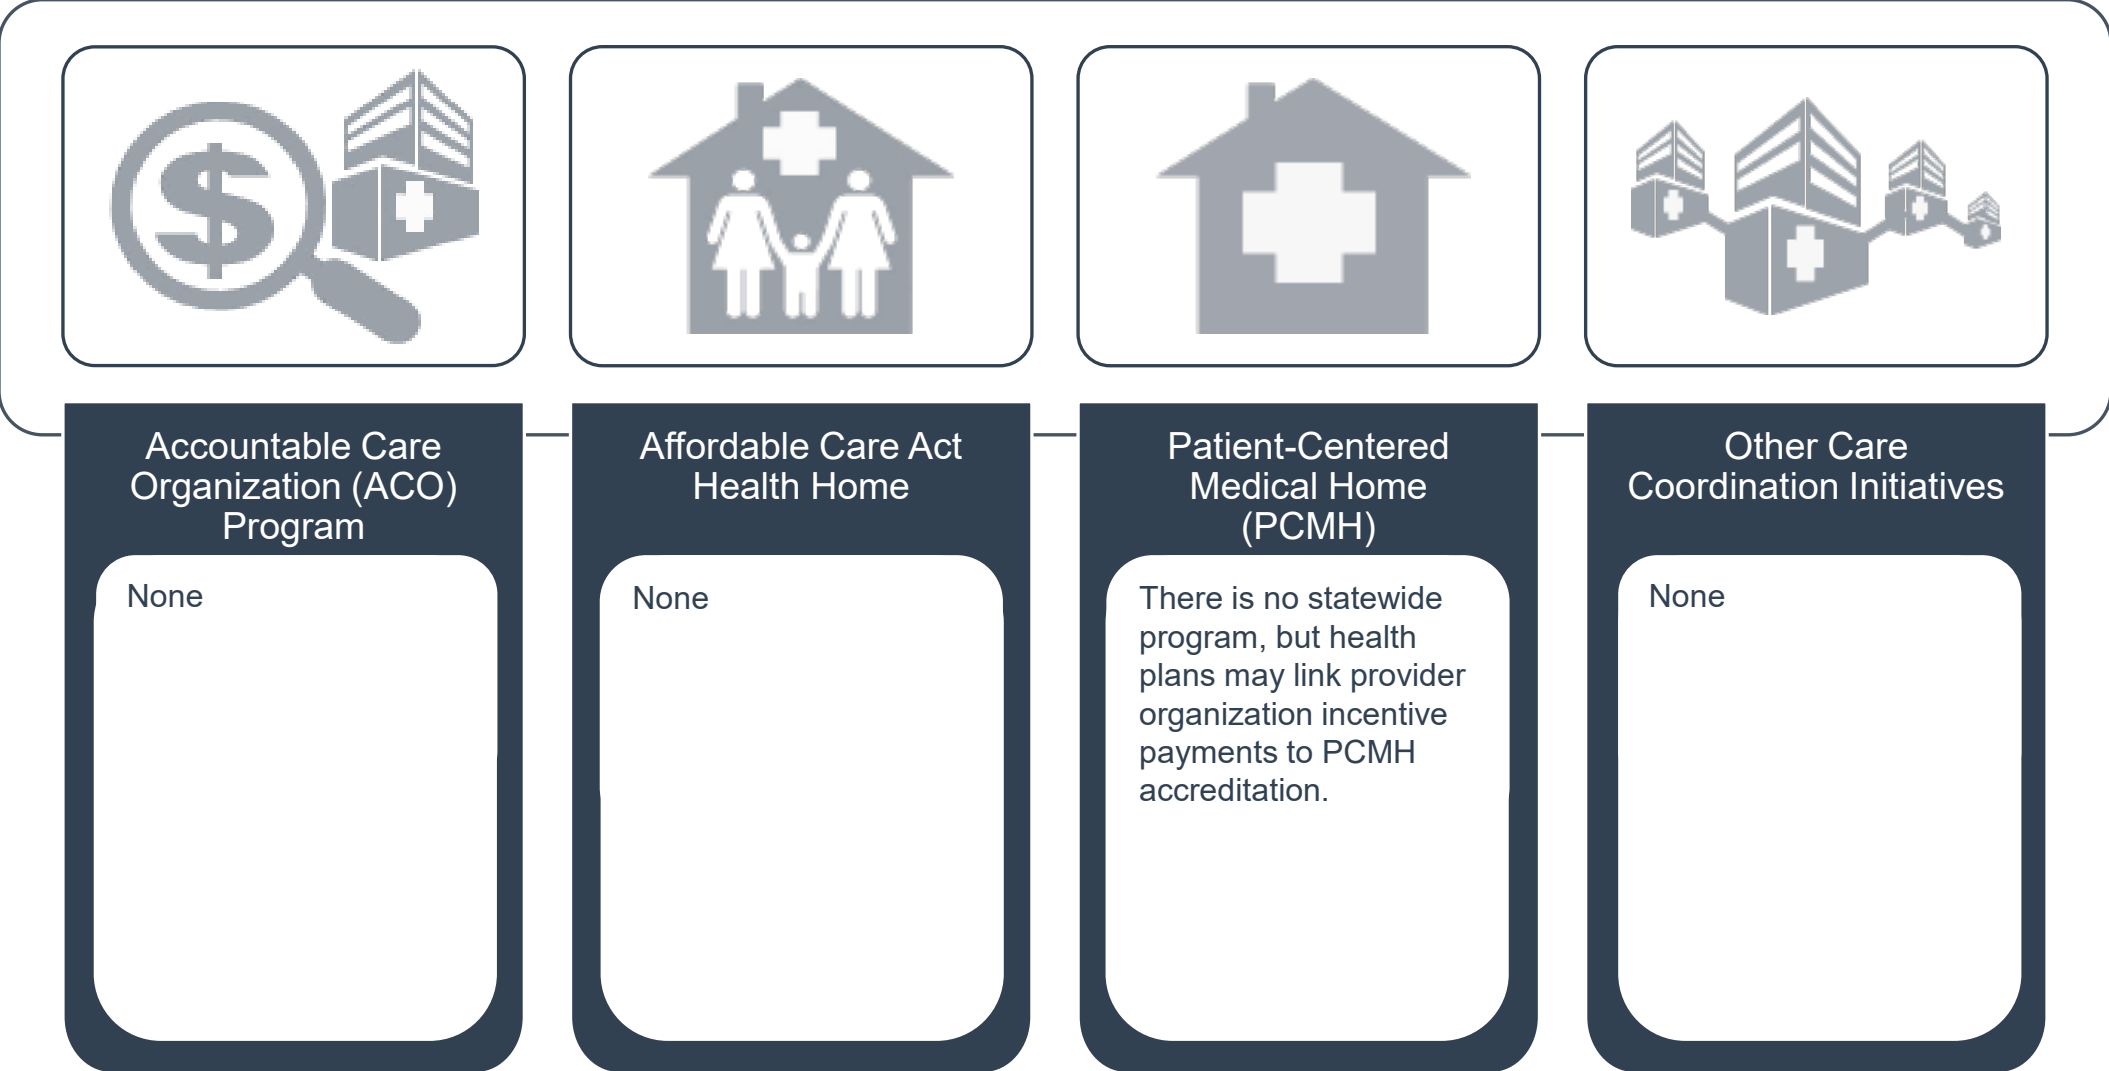 Accountable Care
Organization (ACO)
Program
None
Affordable Care Act
Health Home
None
Patient-Centered
Medical Home
(PCMH)
There is no statewide
program, but health
plans may link provider
organization incentive
payments to PCMH
accreditation.
Other Care
Coordination Initiatives
None